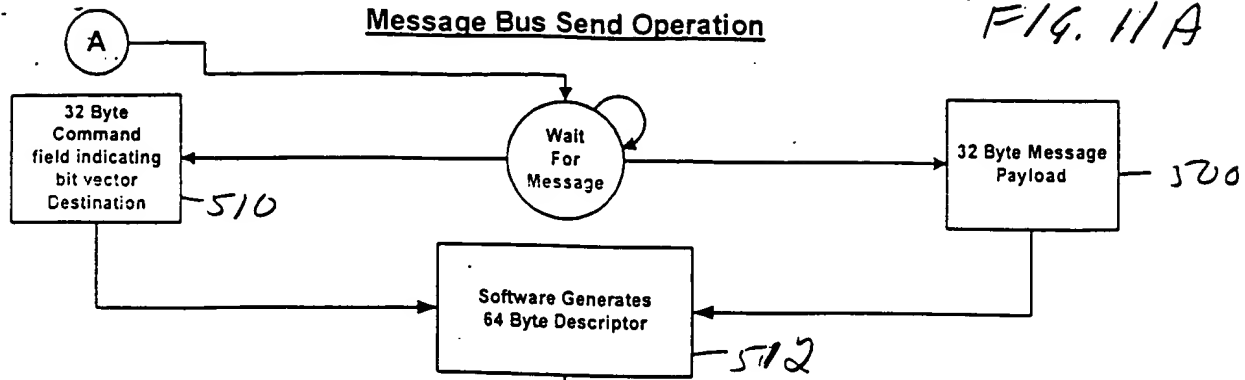 Message Bus Send Operation
FIG. 11A
A
32 Byte
Command
field indicating
bit vector
Destination
510
Wait
For
Message
32 Byte Message
Payload
500
Software Generates
64 Byte Descriptor
512